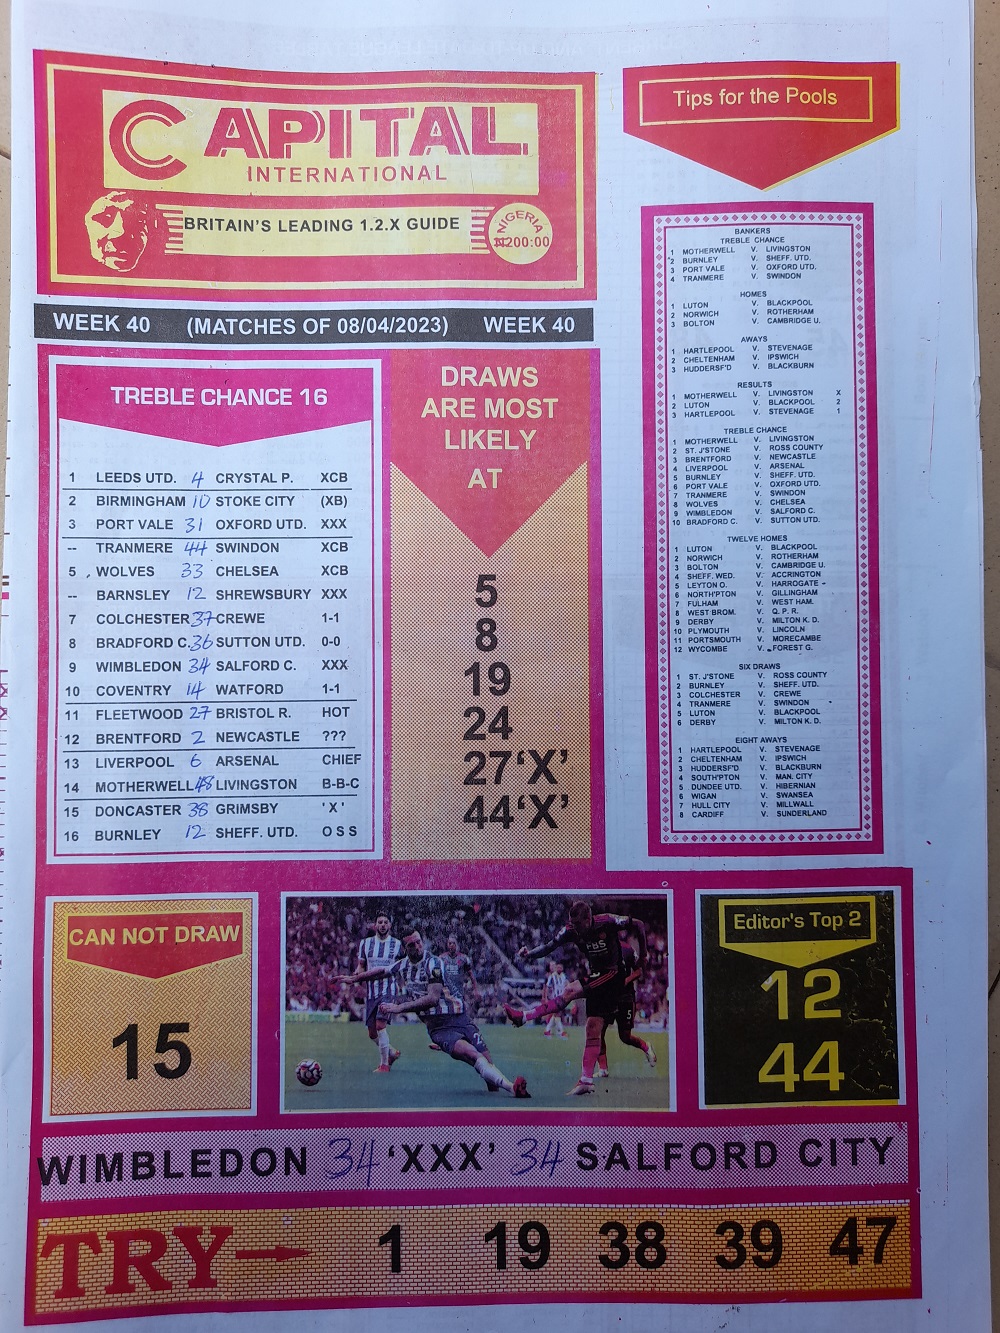 CAPITAL
INTERNATIONAL
BRITAIN'S LEADING 1.2.X GUIDE
NIGERIA
₦200:00
Tips for the Pools
WEEK 40 (MATCHES OF 08/04/2023) WEEK 40
TREBLE CHANCE 16
1 LEEDS UTD. 4 CRYSTAL P. XCB
2 BIRMINGHAM 10 STOKE CITY (XB)
3 PORT VALE 31 OXFORD UTD. XXX
-- TRANMERE 44 SWINDON XCB
5 WOLVES 33 CHELSEA XCB
-- BARNSLEY 12 SHREWSBURY XXX
7 COLCHESTER 37 CREWE 1-1
8 BRADFORD C. 36 SUTTON UTD. 0-0
9 WIMBLEDON 34 SALFORD C. XXX
10 COVENTRY 14 WATFORD 1-1
11 FLEETWOOD 27 BRISTOL R. HOT
12 BRENTFORD 2 NEWCASTLE ???
13 LIVERPOOL 6 ARSENAL CHIEF
14 MOTHERWELL 48 LIVINGSTON B-B-C
15 DONCASTER 38 GRIMSBY 'X'
16 BURNLEY 12 SHEFF. UTD. O S S
DRAWS
ARE MOST
LIKELY
AT
5
8
19
24
27'X'
44'X'
BANKERS
TREBLE CHANCE
1 MOTHERWELL V. LIVINGSTON
2 BURNLEY V. SHEFF. UTD.
3 PORT VALE V. OXFORD UTD.
4 TRANMERE V. SWINDON
HOMES
1 LUTON V. BLACKPOOL
2 NORWICH V. ROTHERHAM
3 BOLTON V. CAMBRIDGE U.
AWAYS
1 HARTLEPOOL V. STEVENAGE
2 CHELTENHAM V. IPSWICH
3 HUDDERSF'D V. BLACKBURN
RESULTS
1 MOTHERWELL V. LIVINGSTON X
2 LUTON V. BLACKPOOL 2
3 HARTLEPOOL V. STEVENAGE 1
TREBLE CHANCE
1 MOTHERWELL V. LIVINGSTON
2 ST. J'STONE V. ROSS COUNTY
3 BRENTFORD V. NEWCASTLE
4 LIVERPOOL V. ARSENAL
5 BURNLEY V. SHEFF. UTD.
6 PORT VALE V. OXFORD UTD.
7 TRANMERE V. SWINDON
8 WOLVES V. CHELSEA
9 WIMBLEDON V. SALFORD C.
10 BRADFORD C. V. SUTTON UTD.
TWELVE HOMES
1 LUTON V. BLACKPOOL
2 NORWICH V. ROTHERHAM
3 BOLTON V. CAMBRIDGE U.
4 SHEFF. WED. V. ACCRINGTON
5 LEYTON O. V. HARROGATE
6 NORTH'PTON V. GILLINGHAM
7 FULHAM V. WEST HAM.
8 WEST BROM. V. Q. P. R.
9 DERBY V. MILTON K. D.
10 PLYMOUTH V. LINCOLN
11 PORTSMOUTH V. MORECAMBE
12 WYCOMBE V. FOREST G.
SIX DRAWS
1 ST. J'STONE V. ROSS COUNTY
2 BURNLEY V. SHEFF. UTD.
3 COLCHESTER V. CREWE
4 TRANMERE V. SWINDON
5 LUTON V. BLACKPOOL
6 DERBY V. MILTON K. D.
EIGHT AWAYS
1 HARTLEPOOL V. STEVENAGE
2 CHELTENHAM V. IPSWICH
3 HUDDERSF'D V. BLACKBURN
4 SOUTH'PTON V. MAN. CITY
5 DUNDEE UTD. V. HIBERNIAN
6 WIGAN V. SWANSEA
7 HULL CITY V. MILLWALL
8 CARDIFF V. SUNDERLAND
CAN NOT DRAW
15
FBS
Editor's Top 2
12
44
WIMBLEDON 34 'XXX' 34 SALFORD CITY
TRY 1 19 38 39 47